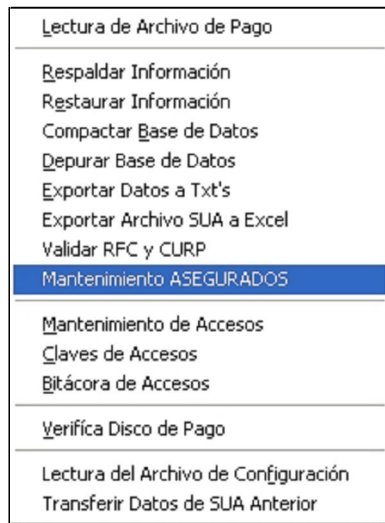 Lectura de Archivo de Pago
Respaldar Información
Restaurar Información
Compactar Base de Datos
Depurar Base de Datos
Exportar Datos a Txt's
Exportar Archivo SUA a Excel
Validar RFC y CURP
Mantenimiento ASEGURADOS
Mantenimiento de Accesos
Claves de Accesos
Bitácora de Accesos
Verifíca Disco de Pago
Lectura del Archivo de Configuración
Transferir Datos de SUA Anterior